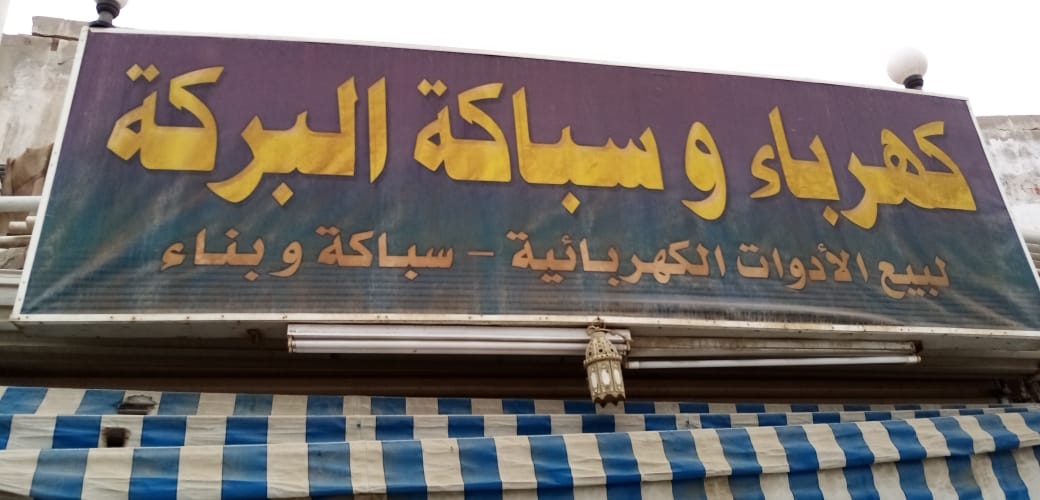 كهرباء و سباكة البركة
لبيع الأدوات الكهربائية - سباكة و بناء